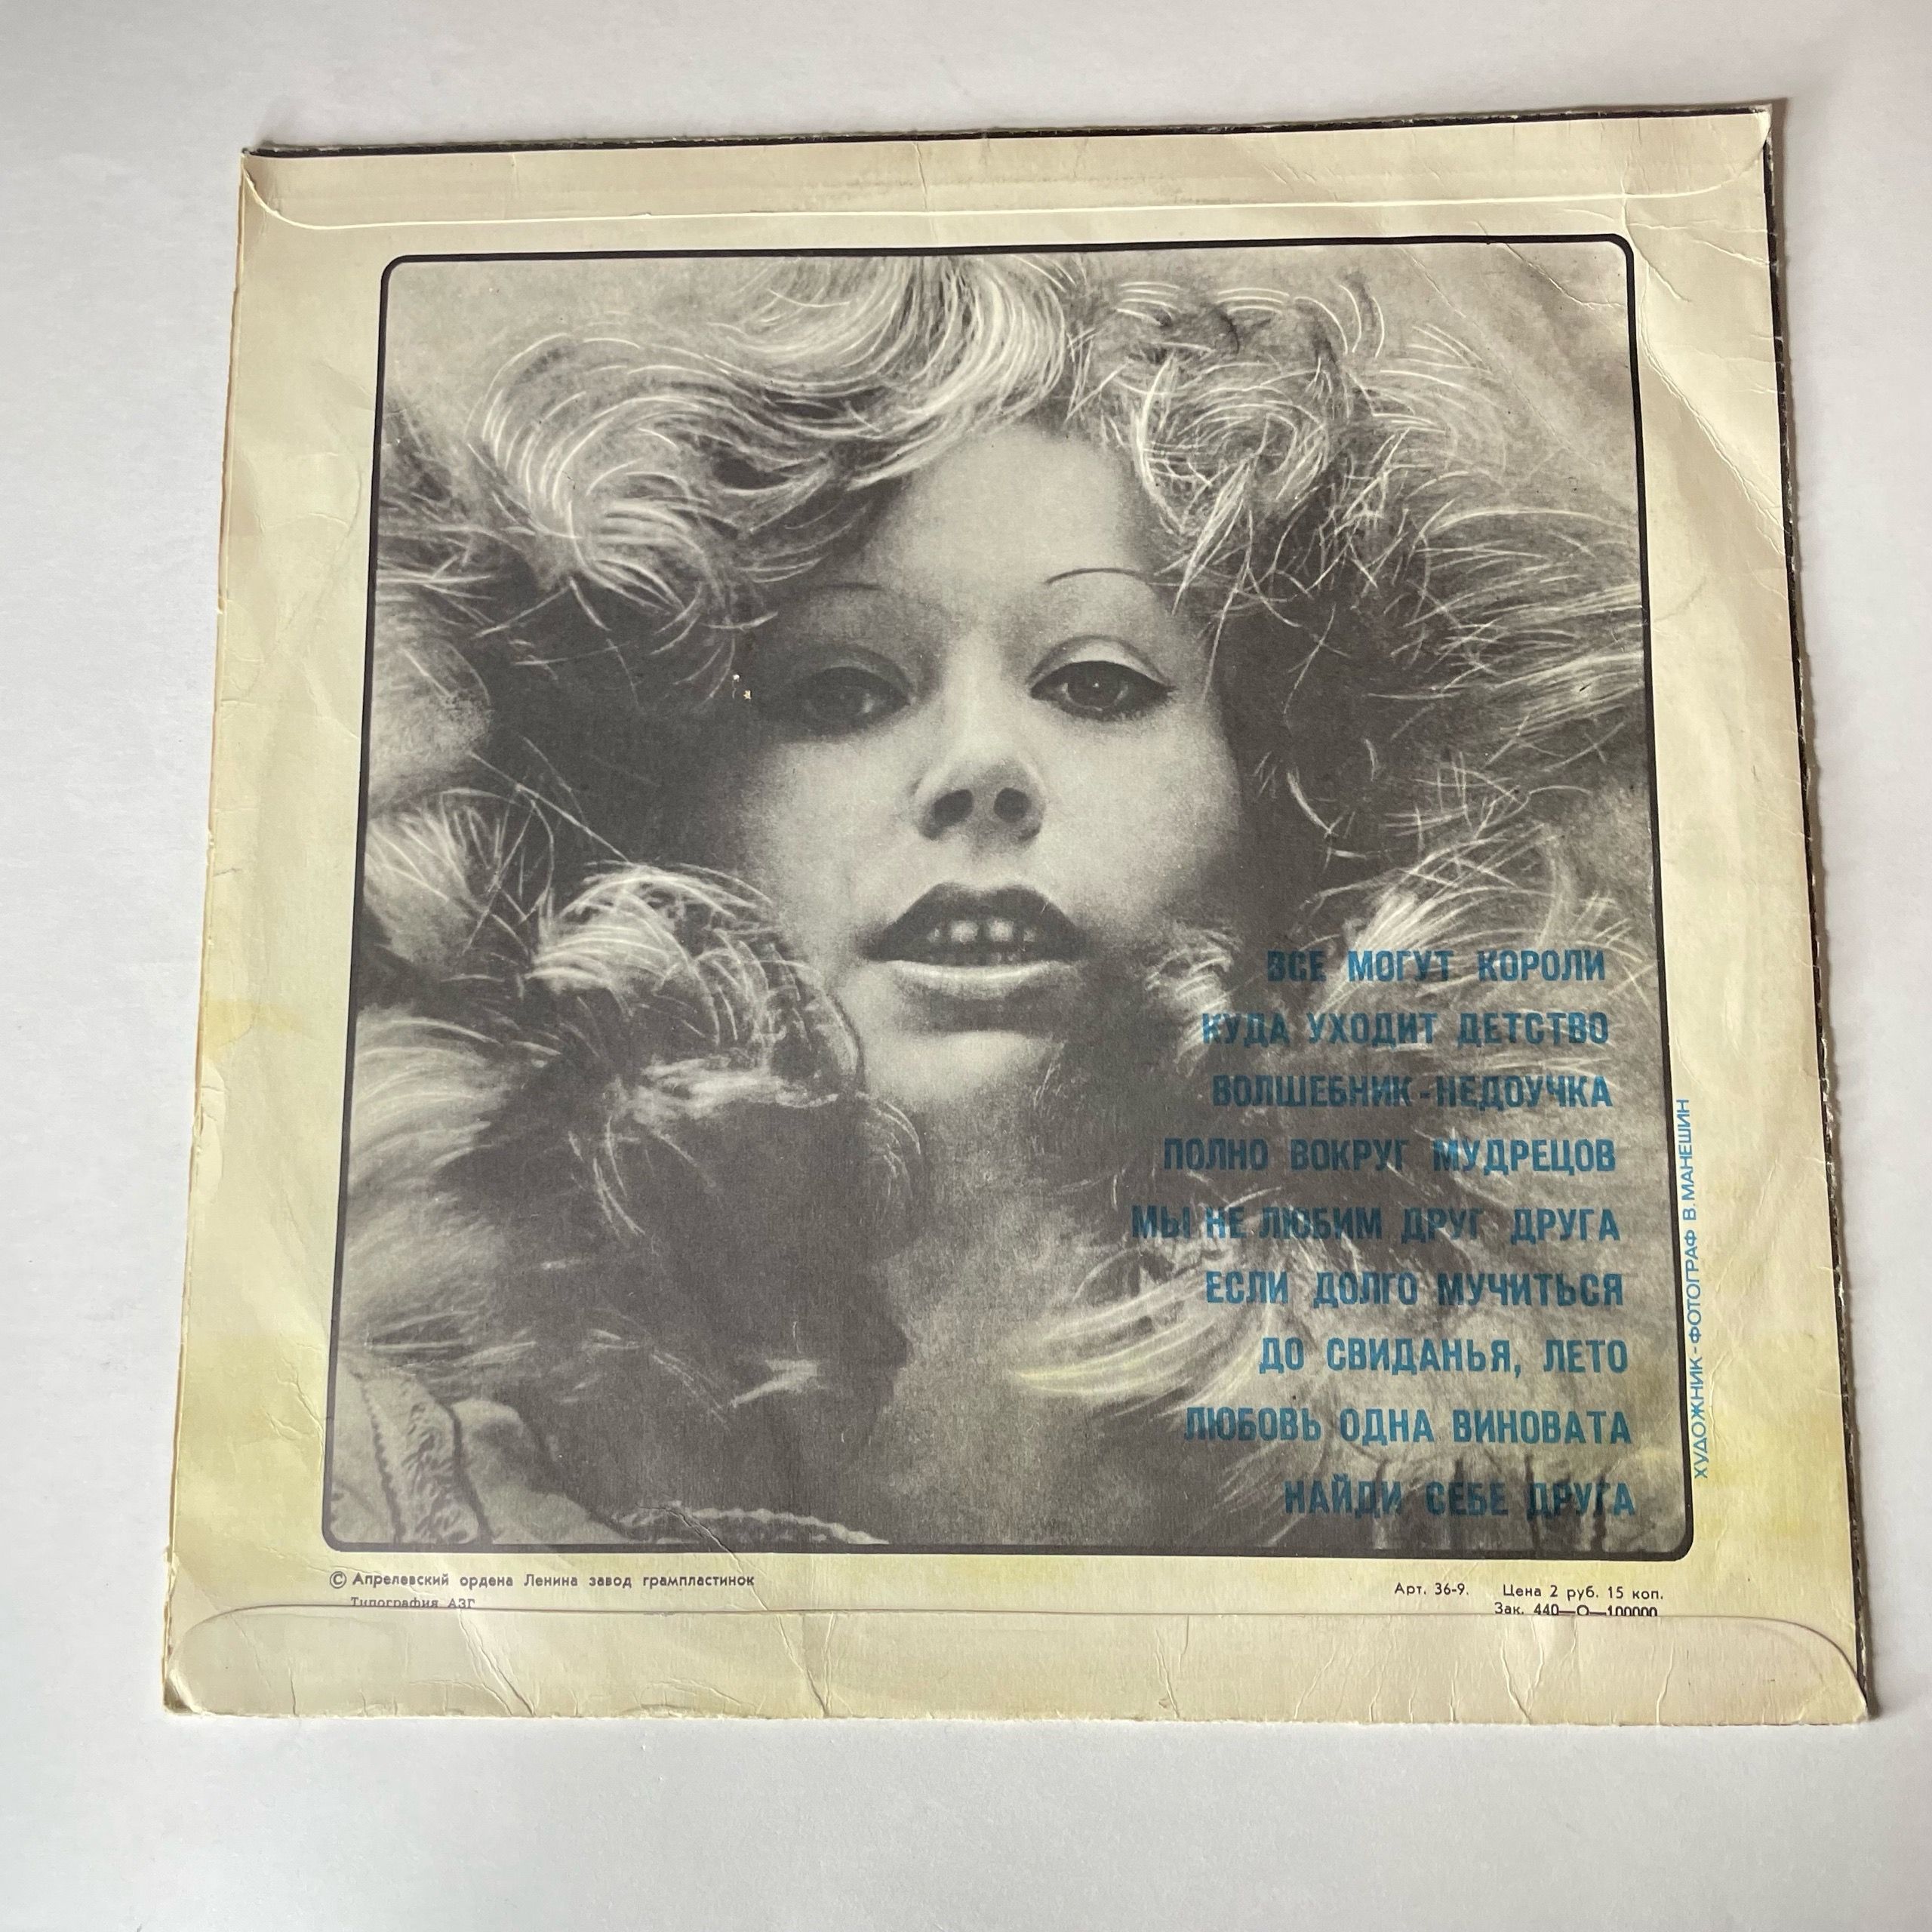 ВСЕ МОГУТ КОРОЛИ
КУДА УХОДИТ ДЕТСТВО
ВОЛШЕБНИК-НЕДОУЧКА
ПОЛНО ВОКРУГ МУДРЕЦОВ
МЫ НЕ ЛЮБИМ ДРУГ ДРУГА
ЕСЛИ ДОЛГО МУЧИТЬСЯ
ДО СВИДАНЬЯ, ЛЕТО
ЛЮБОВЬ ОДНА ВИНОВАТА
НАЙДИ СЕБЕ ДРУГА
ХУДОЖНИК-ФОТОГРАФ В. МАНЕШИН
© Апрелевский ордена Ленина завод грампластинок
Типография АЗГ
Арт. 36-9. Цена 2 руб. 15 коп.
Зак. 440—О—100000